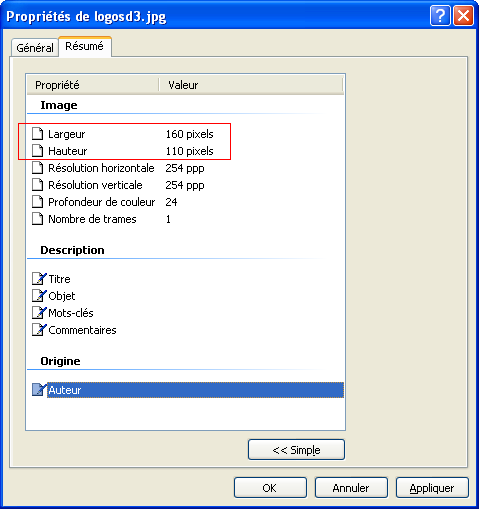 Propriétés de logosd3.jpg
Général Résumé
Propriété Valeur
Image
Largeur 160 pixels
Hauteur 110 pixels
Résolution horizontale 254 ppp
Résolution verticale 254 ppp
Profondeur de couleur 24
Nombre de trames 1
Description
Titre
Objet
Mots-clés
Commentaires
Origine
Auteur
<< Simple
OK Annuler Appliquer